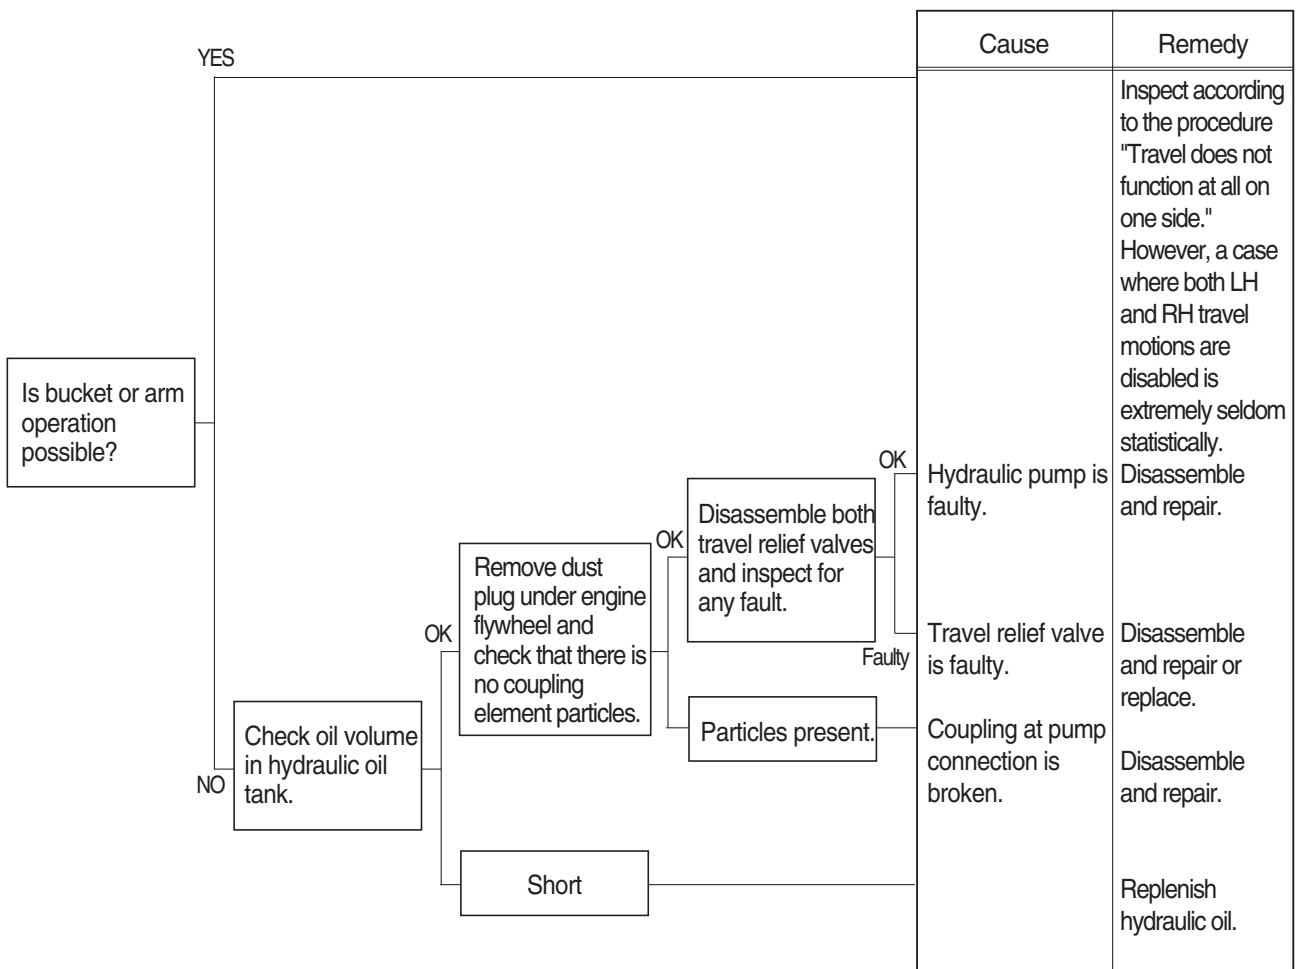 Cause
Remedy
YES
Inspect according
to the procedure
"Travel does not
function at all on
one side."
However, a case
where both LH
and RH travel
motions are
disabled is
extremely seldom
statistically.
Is bucket or arm
operation
possible?
NO
Check oil volume
in hydraulic oil
tank.
OK
Remove dust
plug under engine
flywheel and
check that there is
no coupling
element particles.
OK
Disassemble both
travel relief valves
and inspect for
any fault.
OK
Hydraulic pump is
faulty.
Disassemble
and repair.
Faulty
Travel relief valve
is faulty.
Disassemble
and repair or
replace.
Particles present.
Coupling at pump
connection is
broken.
Disassemble
and repair.
Short
Replenish
hydraulic oil.